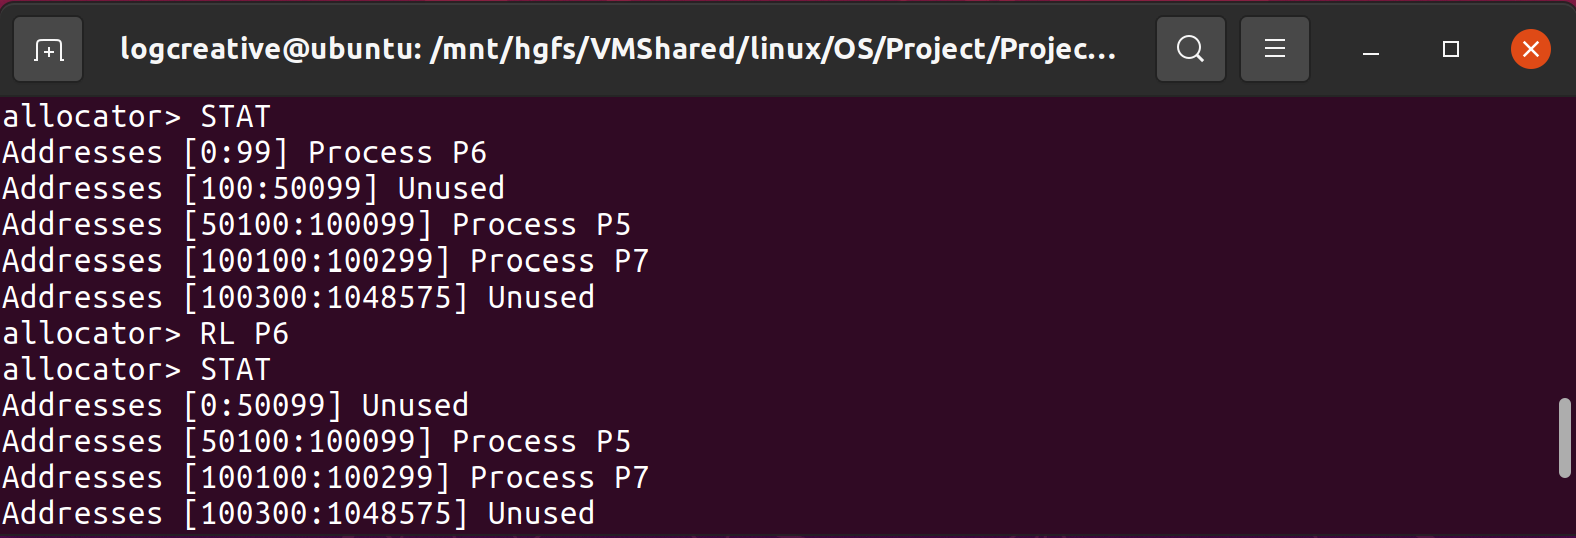 logcreative@ubuntu: /mnt/hgfs/VMShared/linux/OS/Project/Projec...
allocator> STAT
Addresses [0:99] Process P6
Addresses [100:50099] Unused
Addresses [50100:100099] Process P5
Addresses [100100:100299] Process P7
Addresses [100300:1048575] Unused
allocator> RL P6
allocator> STAT
Addresses [0:50099] Unused
Addresses [50100:100099] Process P5
Addresses [100100:100299] Process P7
Addresses [100300:1048575] Unused